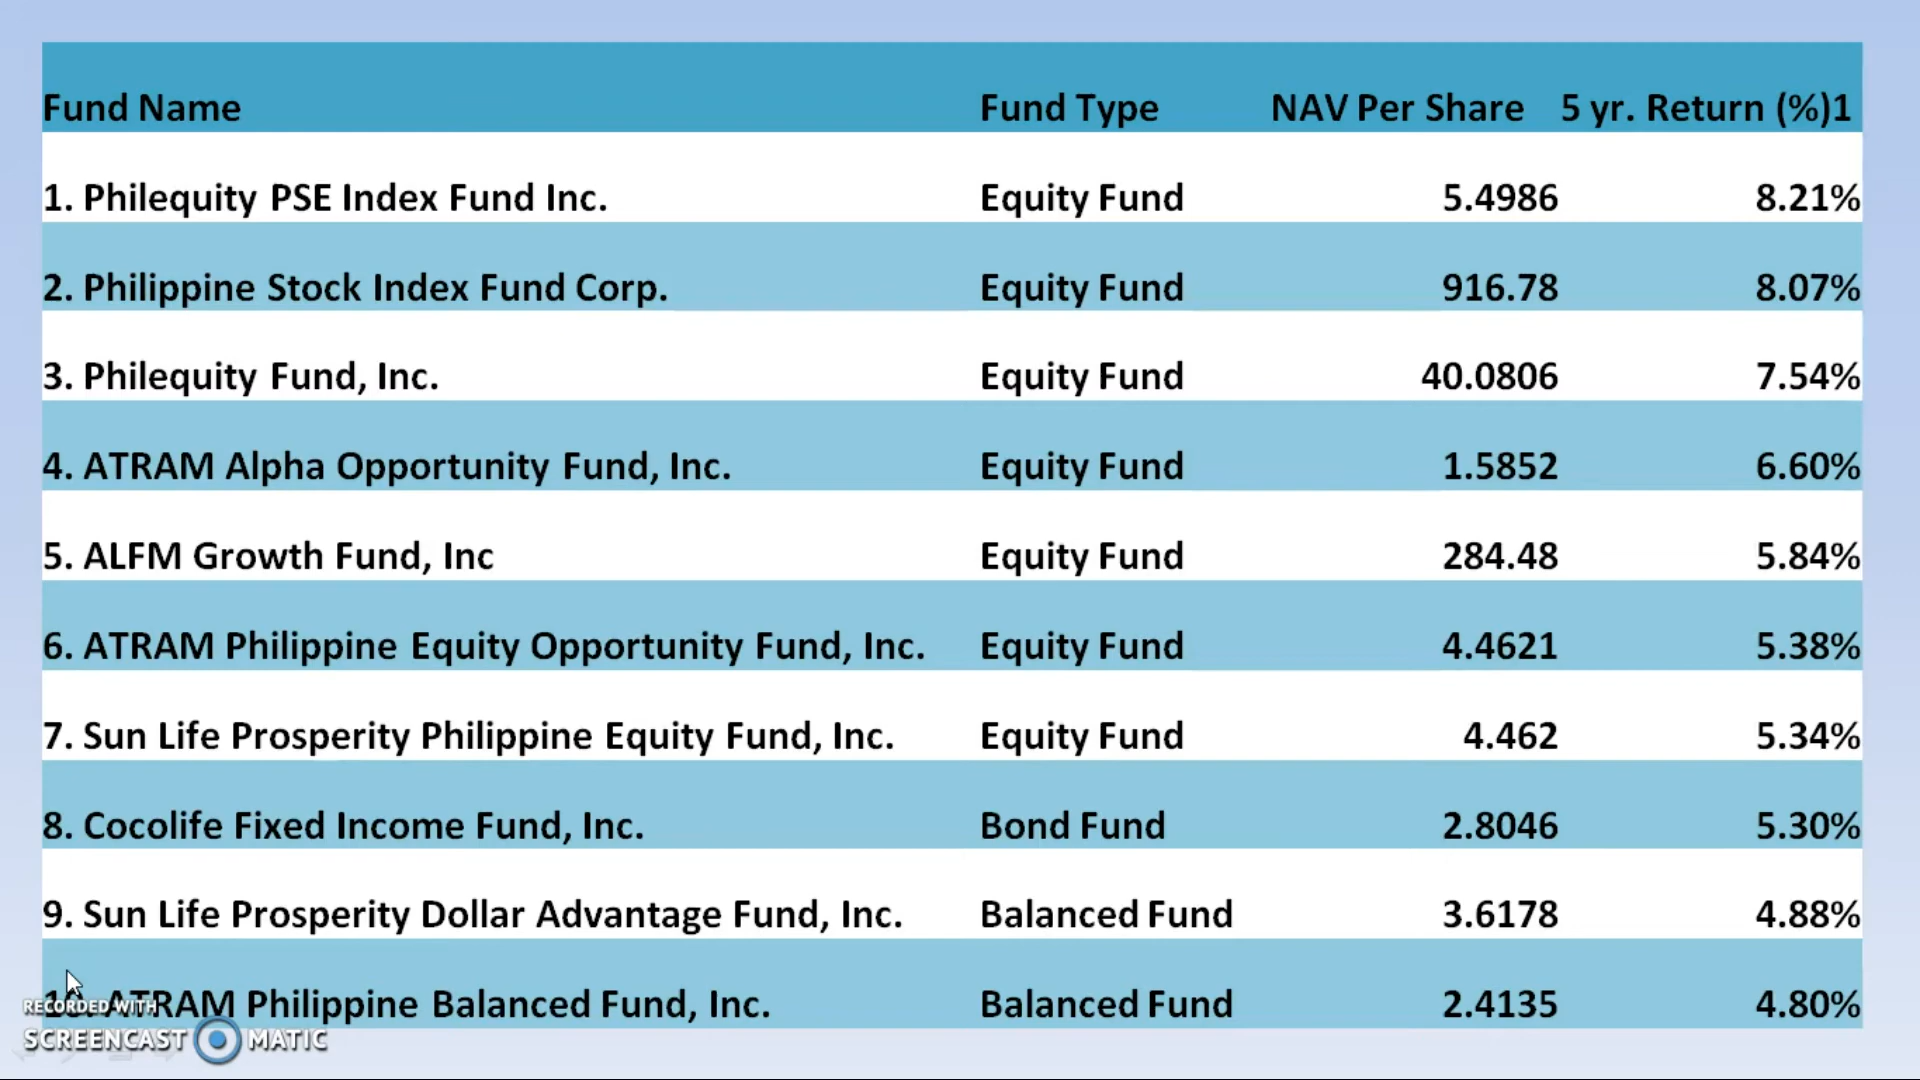 Fund Name Fund Type NAV Per Share 5 yr. Return (%)1
1. Philequity PSE Index Fund Inc. Equity Fund 5.4986 8.21%
2. Philippine Stock Index Fund Corp. Equity Fund 916.78 8.07%
3. Philequity Fund, Inc. Equity Fund 40.0806 7.54%
4. ATRAM Alpha Opportunity Fund, Inc. Equity Fund 1.5852 6.60%
5. ALFM Growth Fund, Inc Equity Fund 284.48 5.84%
6. ATRAM Philippine Equity Opportunity Fund, Inc. Equity Fund 4.4621 5.38%
7. Sun Life Prosperity Philippine Equity Fund, Inc. Equity Fund 4.462 5.34%
8. Cocolife Fixed Income Fund, Inc. Bond Fund 2.8046 5.30%
9. Sun Life Prosperity Dollar Advantage Fund, Inc. Balanced Fund 3.6178 4.88%
10. ATRAM Philippine Balanced Fund, Inc. Balanced Fund 2.4135 4.80%
RECORDED WITH
SCREENCAST MATIC